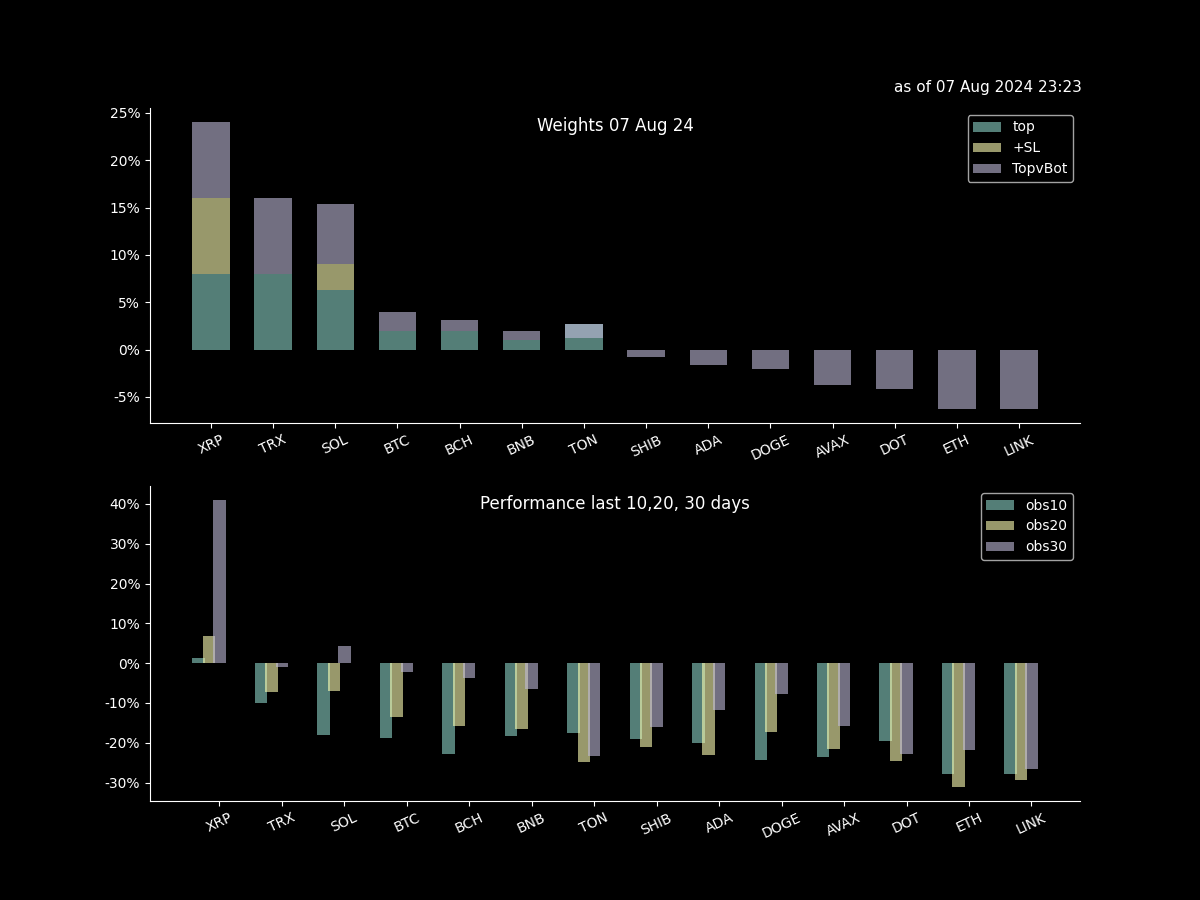 as of 07 Aug 2024 23:23
Weights 07 Aug 24
top
+SL
TopvBot
25%
20%
15%
10%
5%
0%
-5%
XRP TRX SOL BTC BCH BNB TON SHIB ADA DOGE AVAX DOT ETH LINK
Performance last 10,20, 30 days
obs10
obs20
obs30
40%
30%
20%
10%
0%
-10%
-20%
-30%
XRP TRX SOL BTC BCH BNB TON SHIB ADA DOGE AVAX DOT ETH LINK